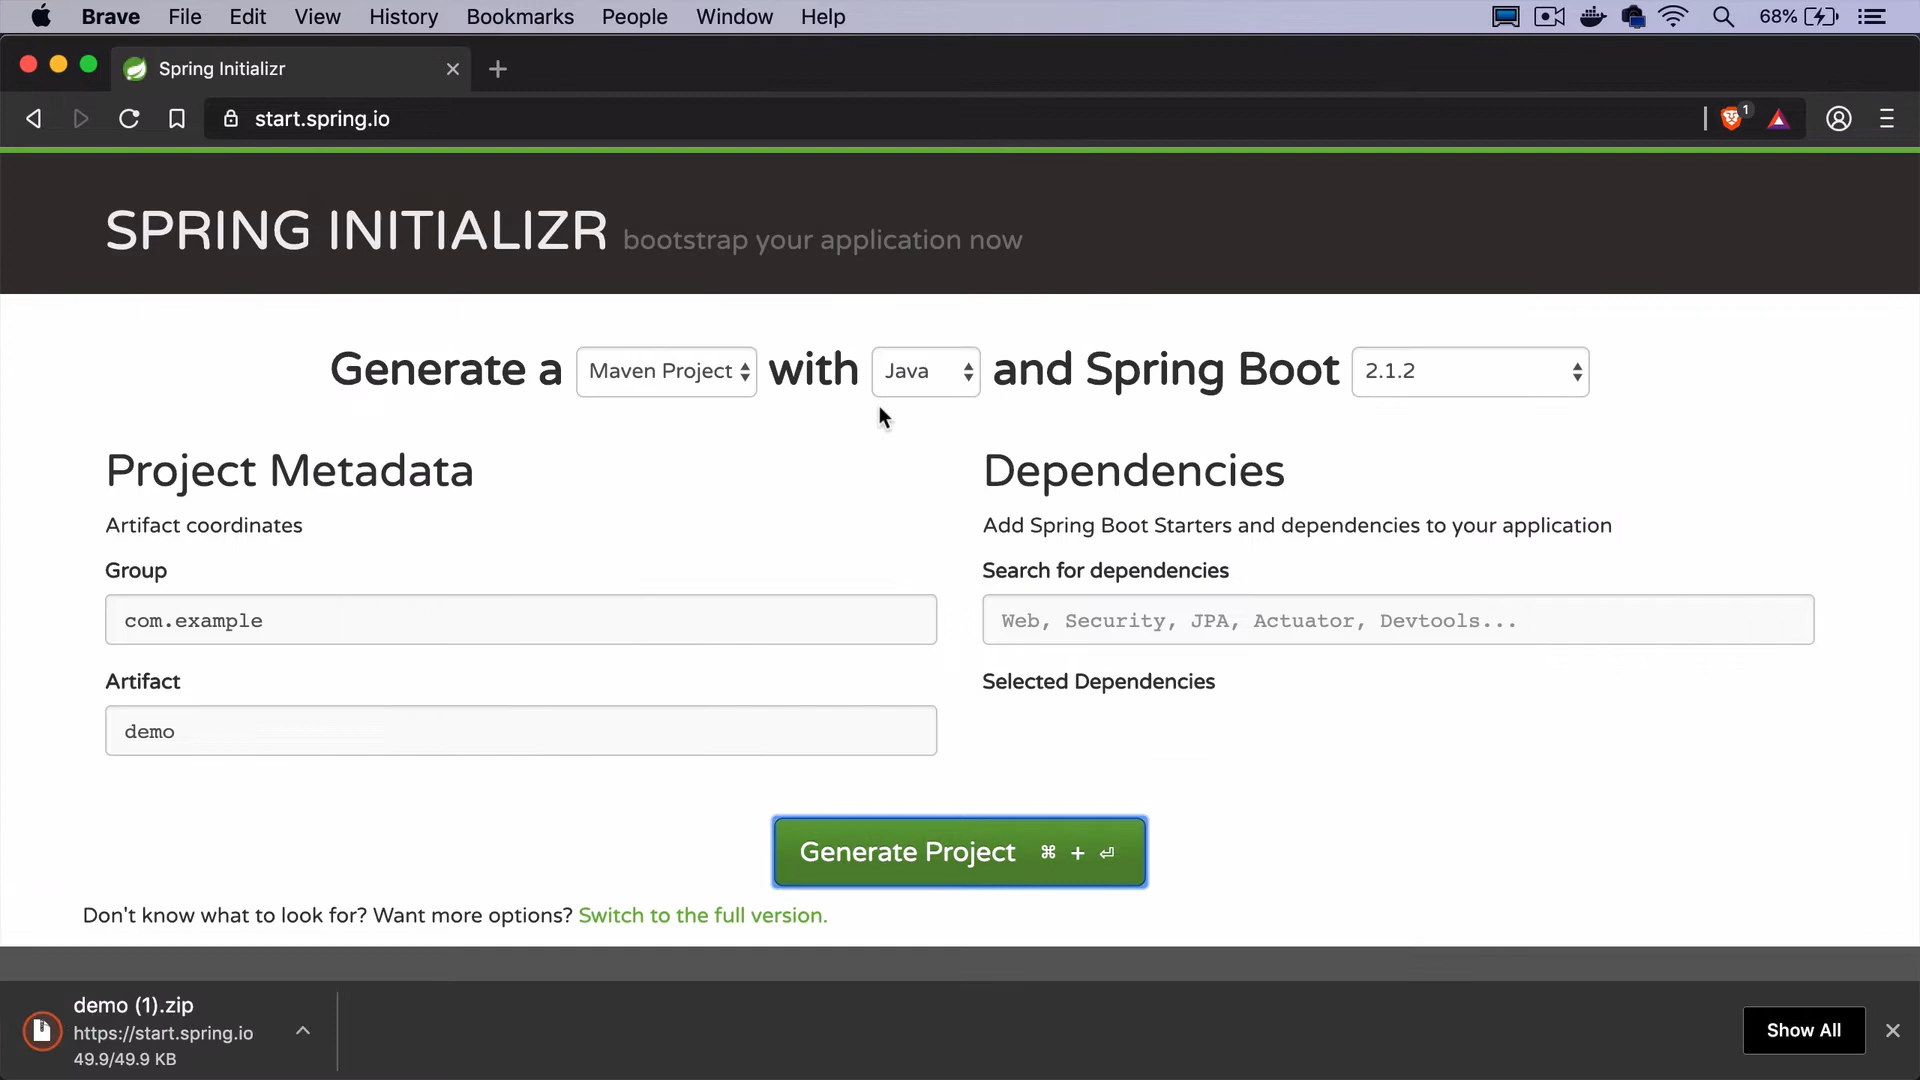 Brave File Edit View History Bookmarks People Window Help 68%
Spring Initializr
start.spring.io 1
SPRING INITIALIZR bootstrap your application now
Generate a Maven Project with Java and Spring Boot 2.1.2
Project Metadata
Artifact coordinates
Group
com.example
Artifact
demo
Dependencies
Add Spring Boot Starters and dependencies to your application
Search for dependencies
Web, Security, JPA, Actuator, Devtools...
Selected Dependencies
Generate Project ⌘ + ⏎
Don't know what to look for? Want more options? Switch to the full version.
demo (1).zip
https://start.spring.io
49.9/49.9 KB
Show All